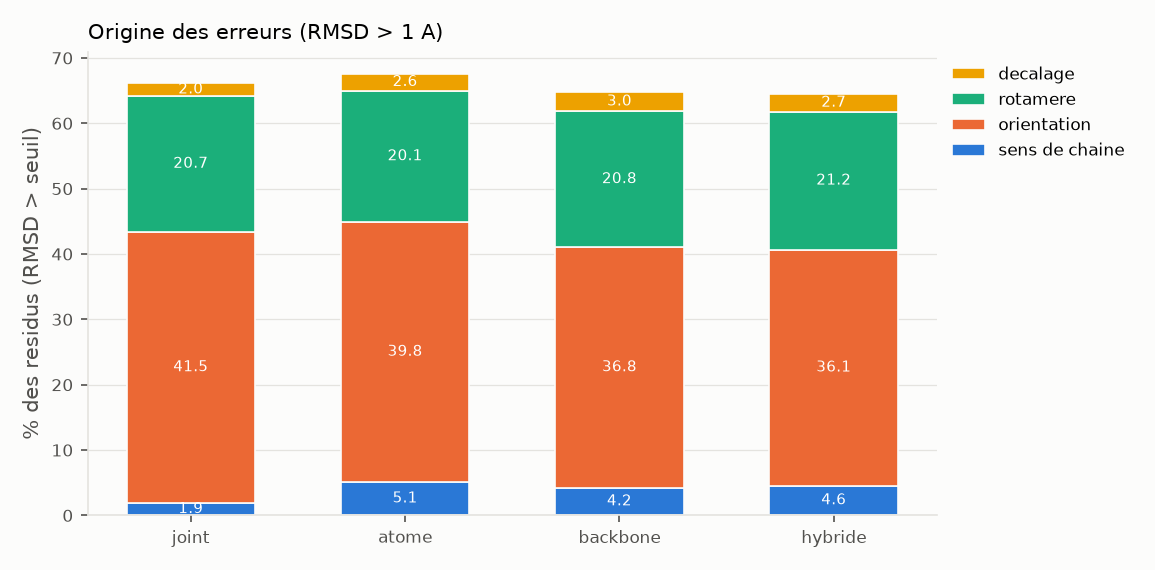 Origine des erreurs (RMSD > 1 A)
% des residus (RMSD > seuil)
70
60
50
40
30
20
10
0
2.0
20.7
41.5
1.9
2.6
20.1
39.8
5.1
3.0
20.8
36.8
4.2
2.7
21.2
36.1
4.6
joint
atome
backbone
hybride
decalage
rotamere
orientation
sens de chaine